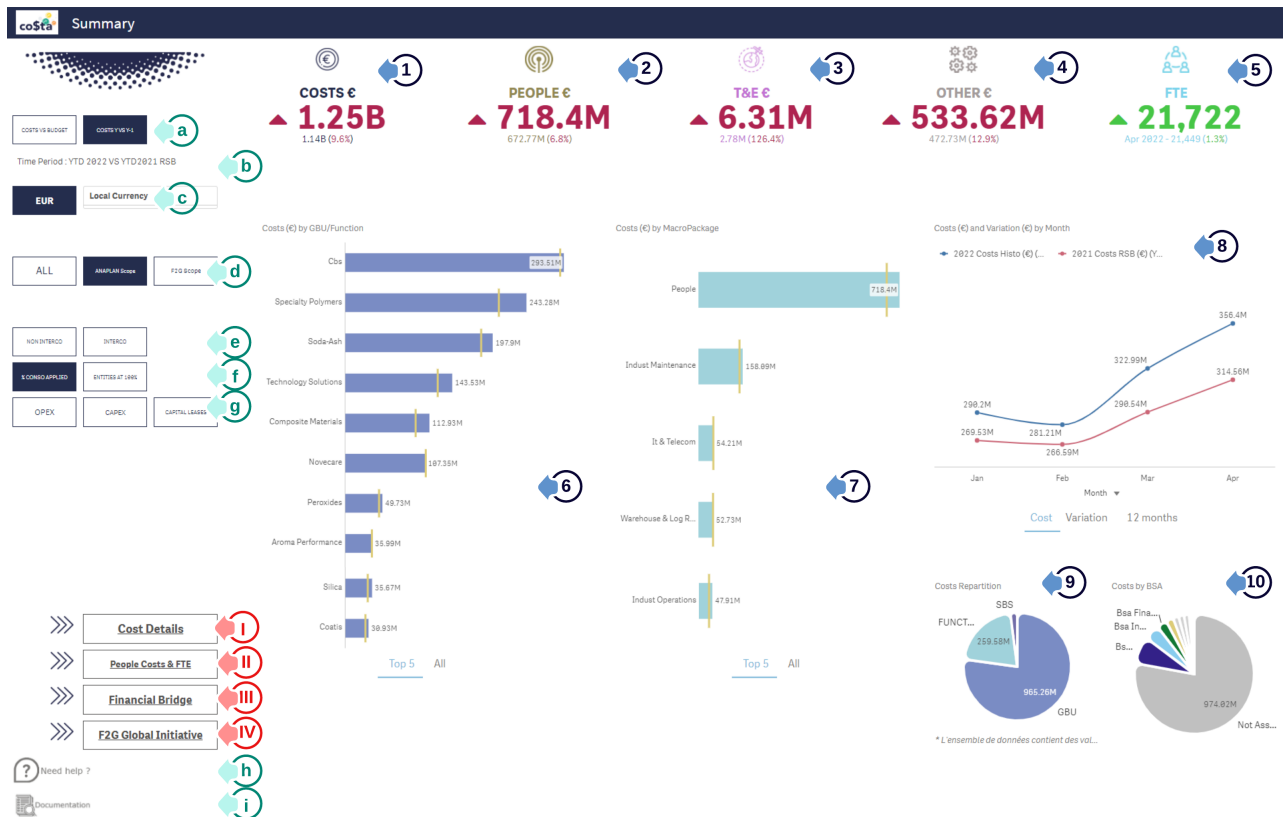 co$ta Summary
1
2
3
4
5
COSTS €
PEOPLE €
T&E €
OTHER €
FTE
1.25B
718.4M
6.31M
533.62M
21,722
1.14B (9.6%)
672.77M (6.8%)
2.78M (126.4%)
472.73M (12.9%)
Apr 2022 - 21,449 (1.3%)
COSTS VS BUDGET
COSTS Y VS Y-1
a
Time Period : YTD 2022 VS YTD2021 RSB
b
EUR
Local Currency
c
ALL
ANAPLAN Scope
F2G Scope
d
NON INTERCO
INTERCO
e
% CONSO APPLIED
ENTITIES AT 100%
f
OPEX
CAPEX
CAPITAL LEASES
g
Cost Details
I
People Costs & FTE
II
Financial Bridge
III
F2G Global Initiative
IV
? Need help ?
h
Documentation
i
Costs (€) by GBU/Function
Cbs 293.51M
Specialty Polymers 243.28M
Soda-Ash 197.9M
Technology Solutions 143.53M
Composite Materials 112.93M
Novecare 107.35M
Peroxides 49.73M
Aroma Performance 35.99M
Silica 35.67M
Coatis 30.93M
6
Top 5 All
Costs (€) by MacroPackage
People 718.4M
Indust Maintenance 158.09M
It & Telecom 54.21M
Warehouse & Log R... 52.73M
Indust Operations 47.91M
7
Top 5 All
Costs (€) and Variation (€) by Month
2022 Costs Histo (€) (... 2021 Costs RSB (€) (Y...
8
356.4M
322.99M
314.56M
290.2M
281.21M
290.54M
269.53M
266.59M
Jan Feb Mar Apr
Month
Cost Variation 12 months
Costs Repartition
9
SBS
FUNCT...
259.58M
965.26M
GBU
* L'ensemble de données contient des val...
Costs by BSA
10
Bsa Fina...
Bsa In...
Bs...
974.02M
Not Ass...